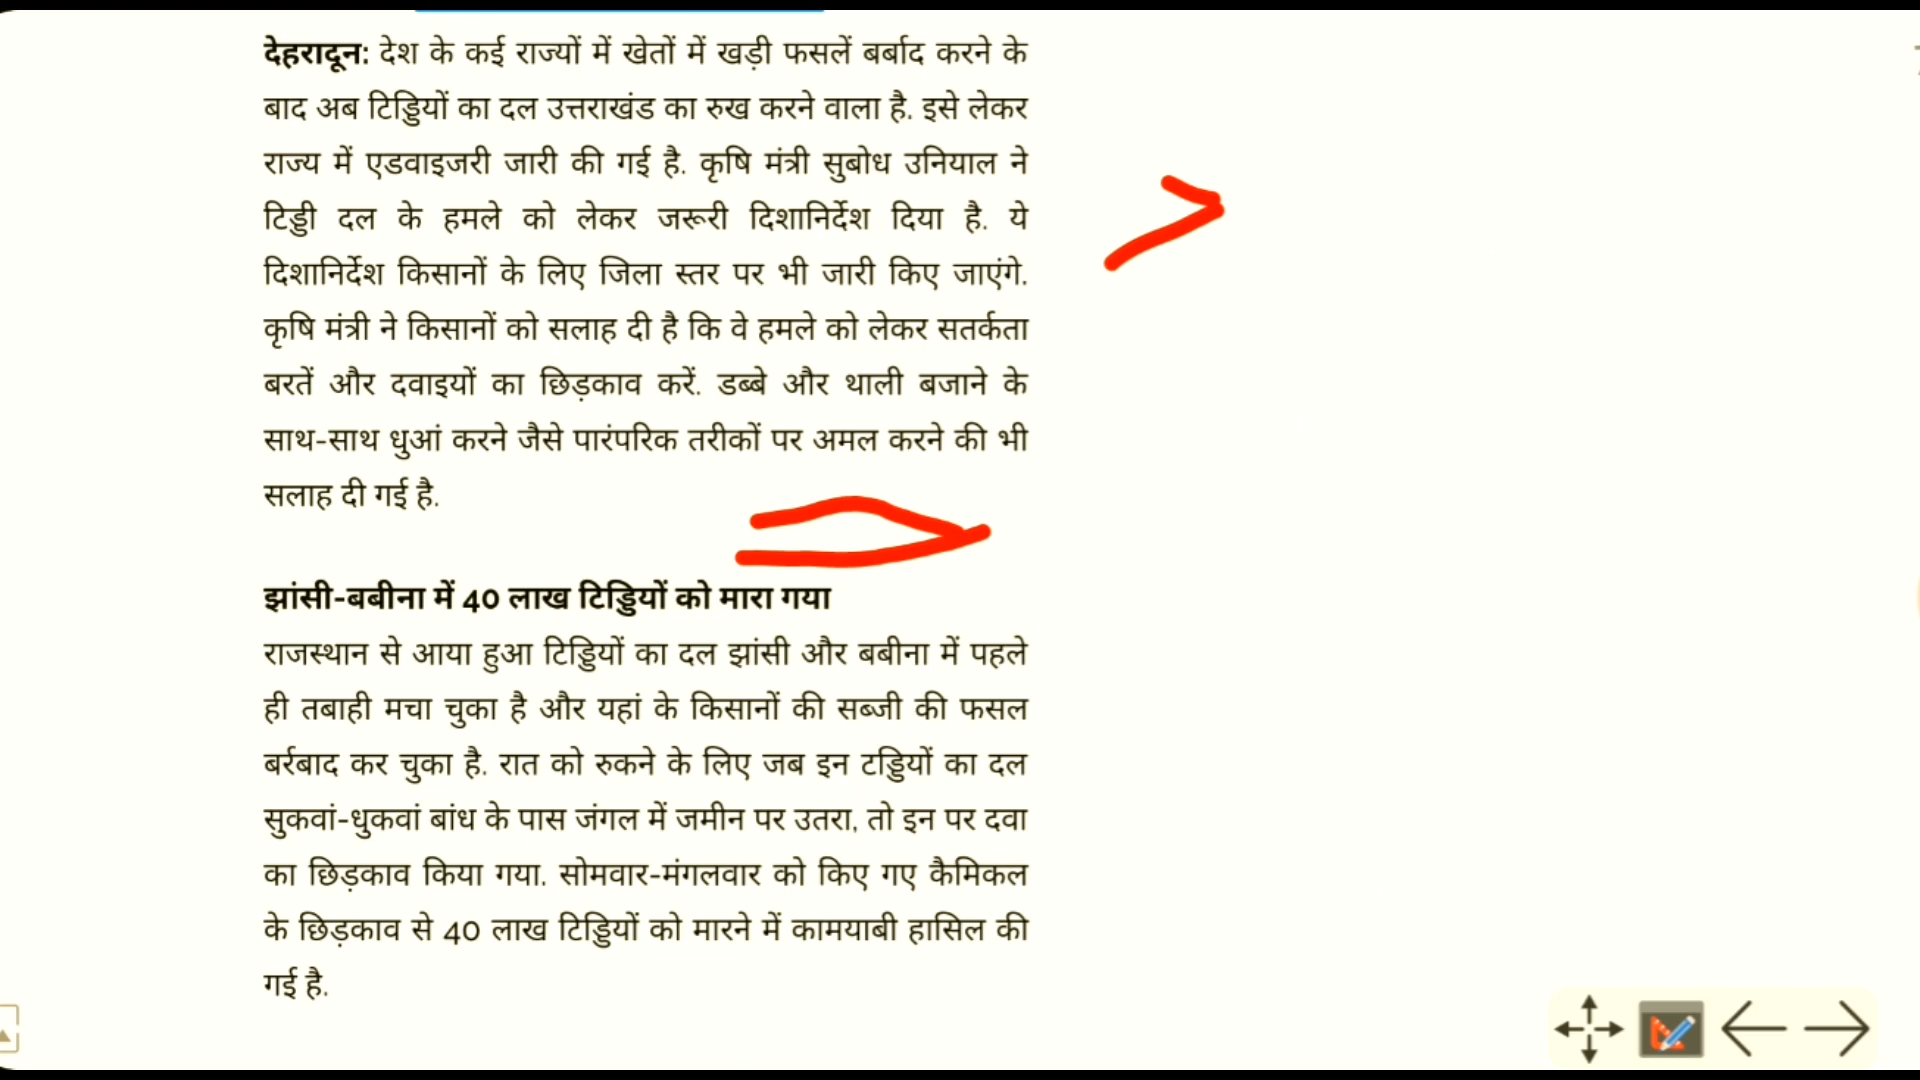 देहरादून: देश के कई राज्यों में खेतों में खड़ी फसलें बर्बाद करने के
बाद अब टिड्डियों का दल उत्तराखंड का रुख करने वाला है. इसे लेकर
राज्य में एडवाइजरी जारी की गई है. कृषि मंत्री सुबोध उनियाल ने
टिड्डी दल के हमले को लेकर जरूरी दिशानिर्देश दिया है. ये
दिशानिर्देश किसानों के लिए जिला स्तर पर भी जारी किए जाएंगे.
कृषि मंत्री ने किसानों को सलाह दी है कि वे हमले को लेकर सतर्कता
बरतें और दवाइयों का छिड़काव करें. डब्बे और थाली बजाने के
साथ-साथ धुआं करने जैसे पारंपरिक तरीकों पर अमल करने की भी
सलाह दी गई है.
झांसी-बबीना में 40 लाख टिड्डियों को मारा गया
राजस्थान से आया हुआ टिड्डियों का दल झांसी और बबीना में पहले
ही तबाही मचा चुका है और यहां के किसानों की सब्जी की फसल
बर्रबाद कर चुका है. रात को रुकने के लिए जब इन टड्डियों का दल
सुकवां-धुकवां बांध के पास जंगल में जमीन पर उतरा, तो इन पर दवा
का छिड़काव किया गया. सोमवार-मंगलवार को किए गए कैमिकल
के छिड़काव से 40 लाख टिड्डियों को मारने में कामयाबी हासिल की
गई है.